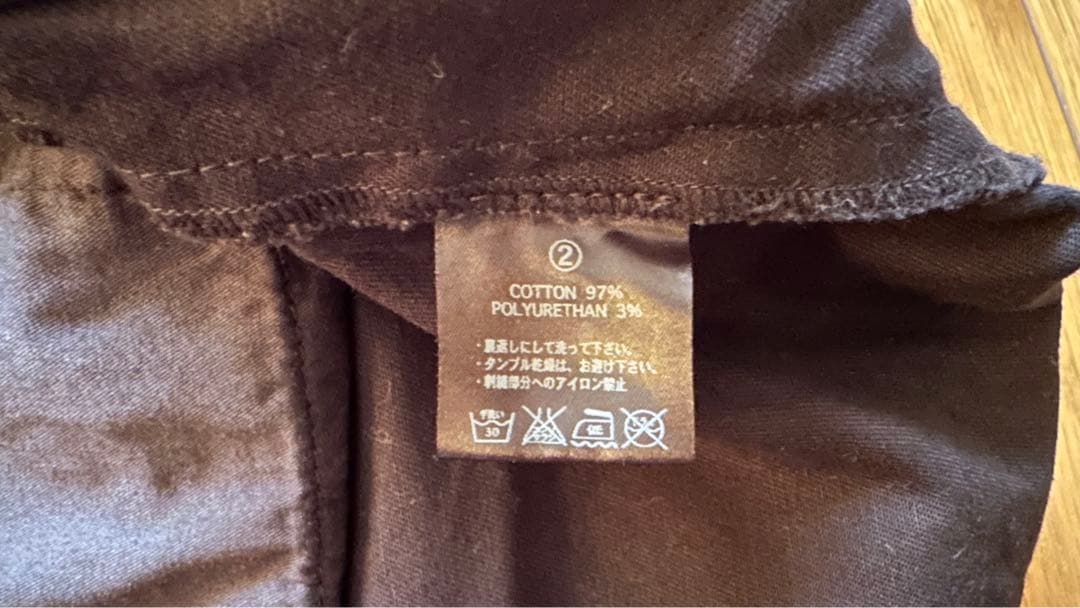 ②
COTTON 97%
POLYURETHAN 3%
・裏返しにして洗って下さい。
・タンブル乾燥は、お避け下さい。
・刺繍部分へのアイロン禁止
手洗い
30
低